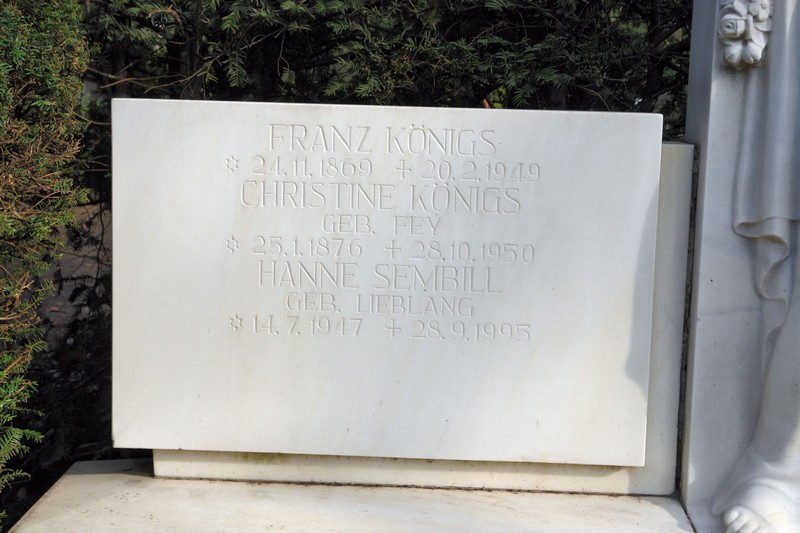 FRANZ KÖNIGS
✡ 24.11.1869 + 20.2.1949
CHRISTINE KÖNIGS
GEB. FEY
✡ 25.1.1876 + 28.10.1950
HANNE SEMBILL
GEB. LIEBLANG
✡ 14.7.1947 + 28.9.1995